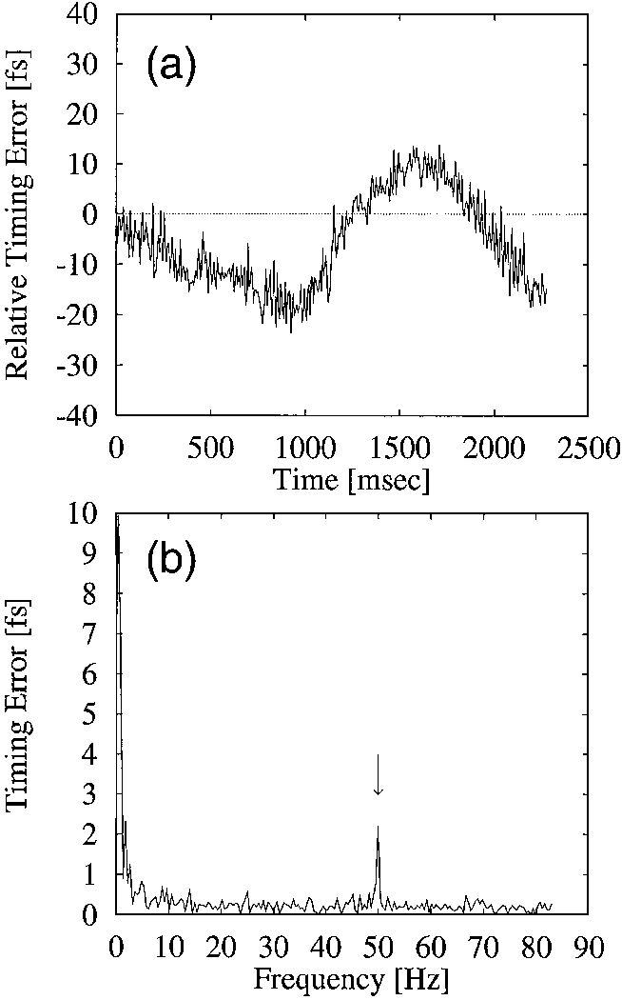 (a)
Relative Timing Error [fs]
40
30
20
10
0
-10
-20
-30
-40
0 500 1000 1500 2000 2500
Time [msec]
(b)
Timing Error [fs]
10
9
8
7
6
5
4
3
2
1
0
0 10 20 30 40 50 60 70 80 90
Frequency [Hz]